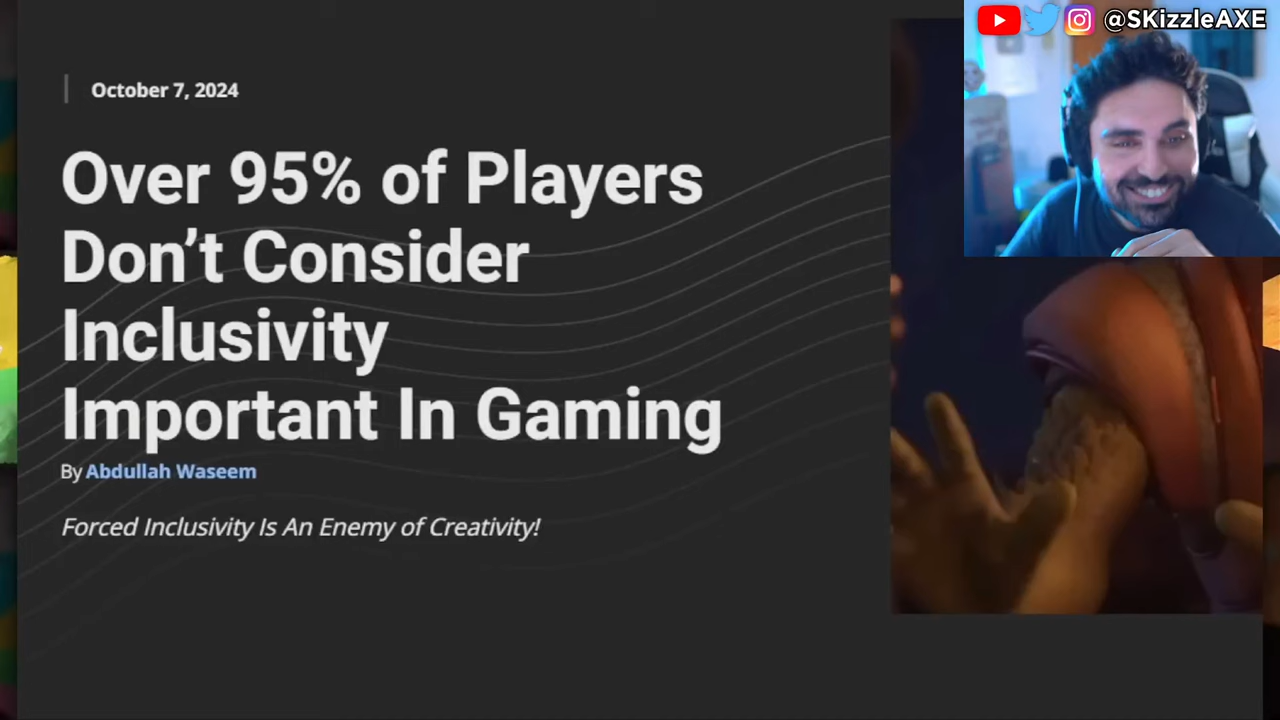 @SKizzleAXE
October 7, 2024
Over 95% of Players
Don’t Consider
Inclusivity
Important In Gaming
By Abdullah Waseem
Forced Inclusivity Is An Enemy of Creativity!